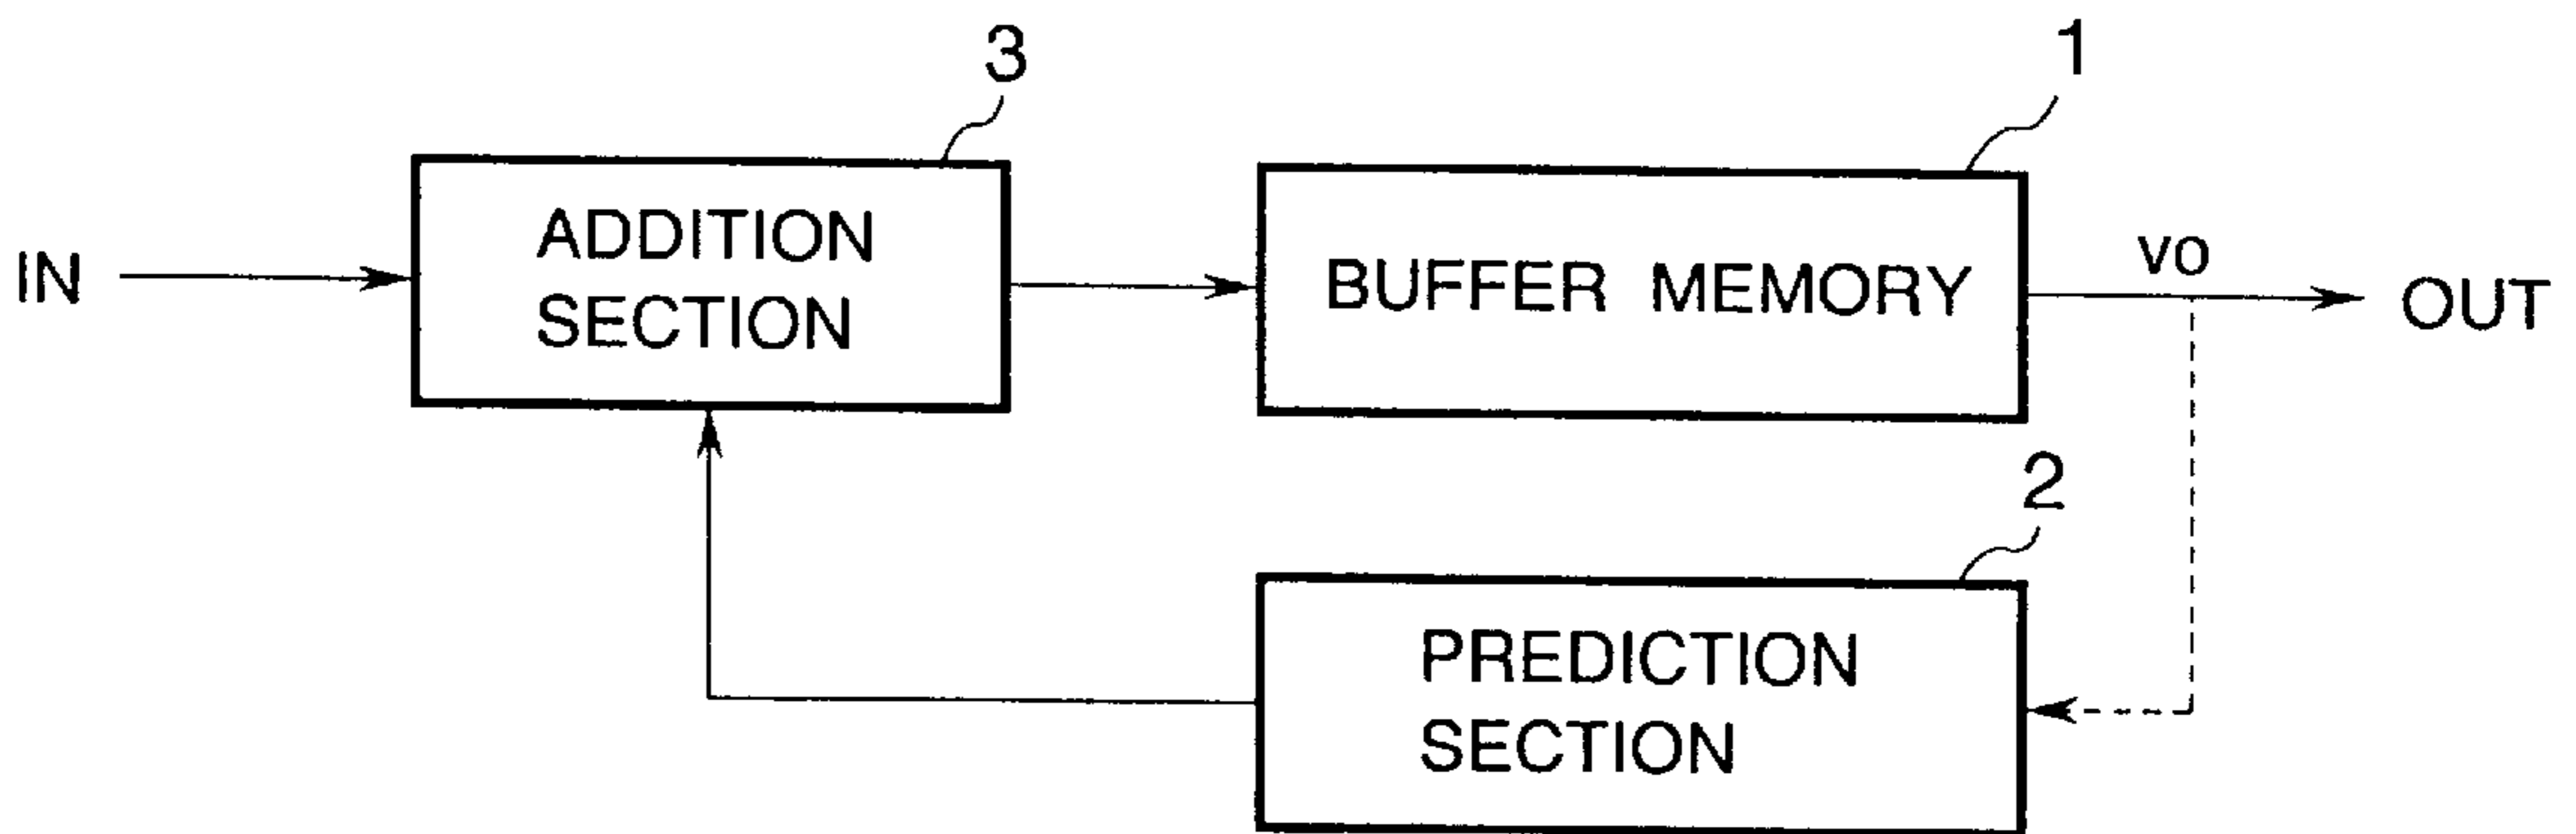 3
1
IN
ADDITION
SECTION
BUFFER MEMORY
vo
OUT
2
PREDICTION
SECTION